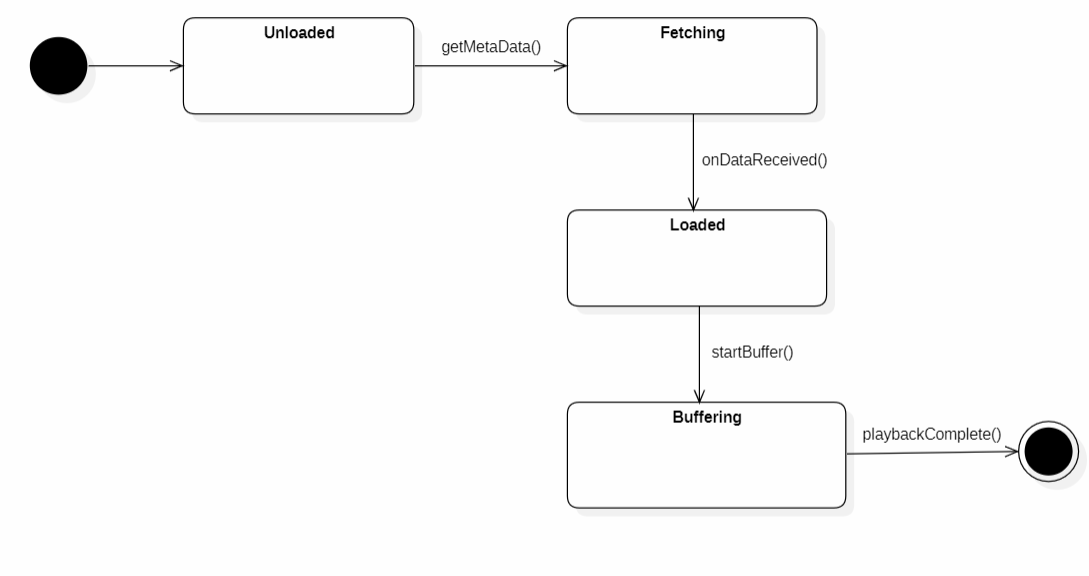 Unloaded
getMetaData()
Fetching
onDataReceived()
Loaded
startBuffer()
Buffering
playbackComplete()